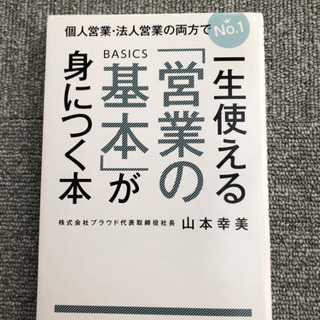 個人営業・法人営業の両方で
No.1
一生使える
「営業の
BASICS
基本」が
身につく本
株式会社プラウド代表取締役社長 山本幸美